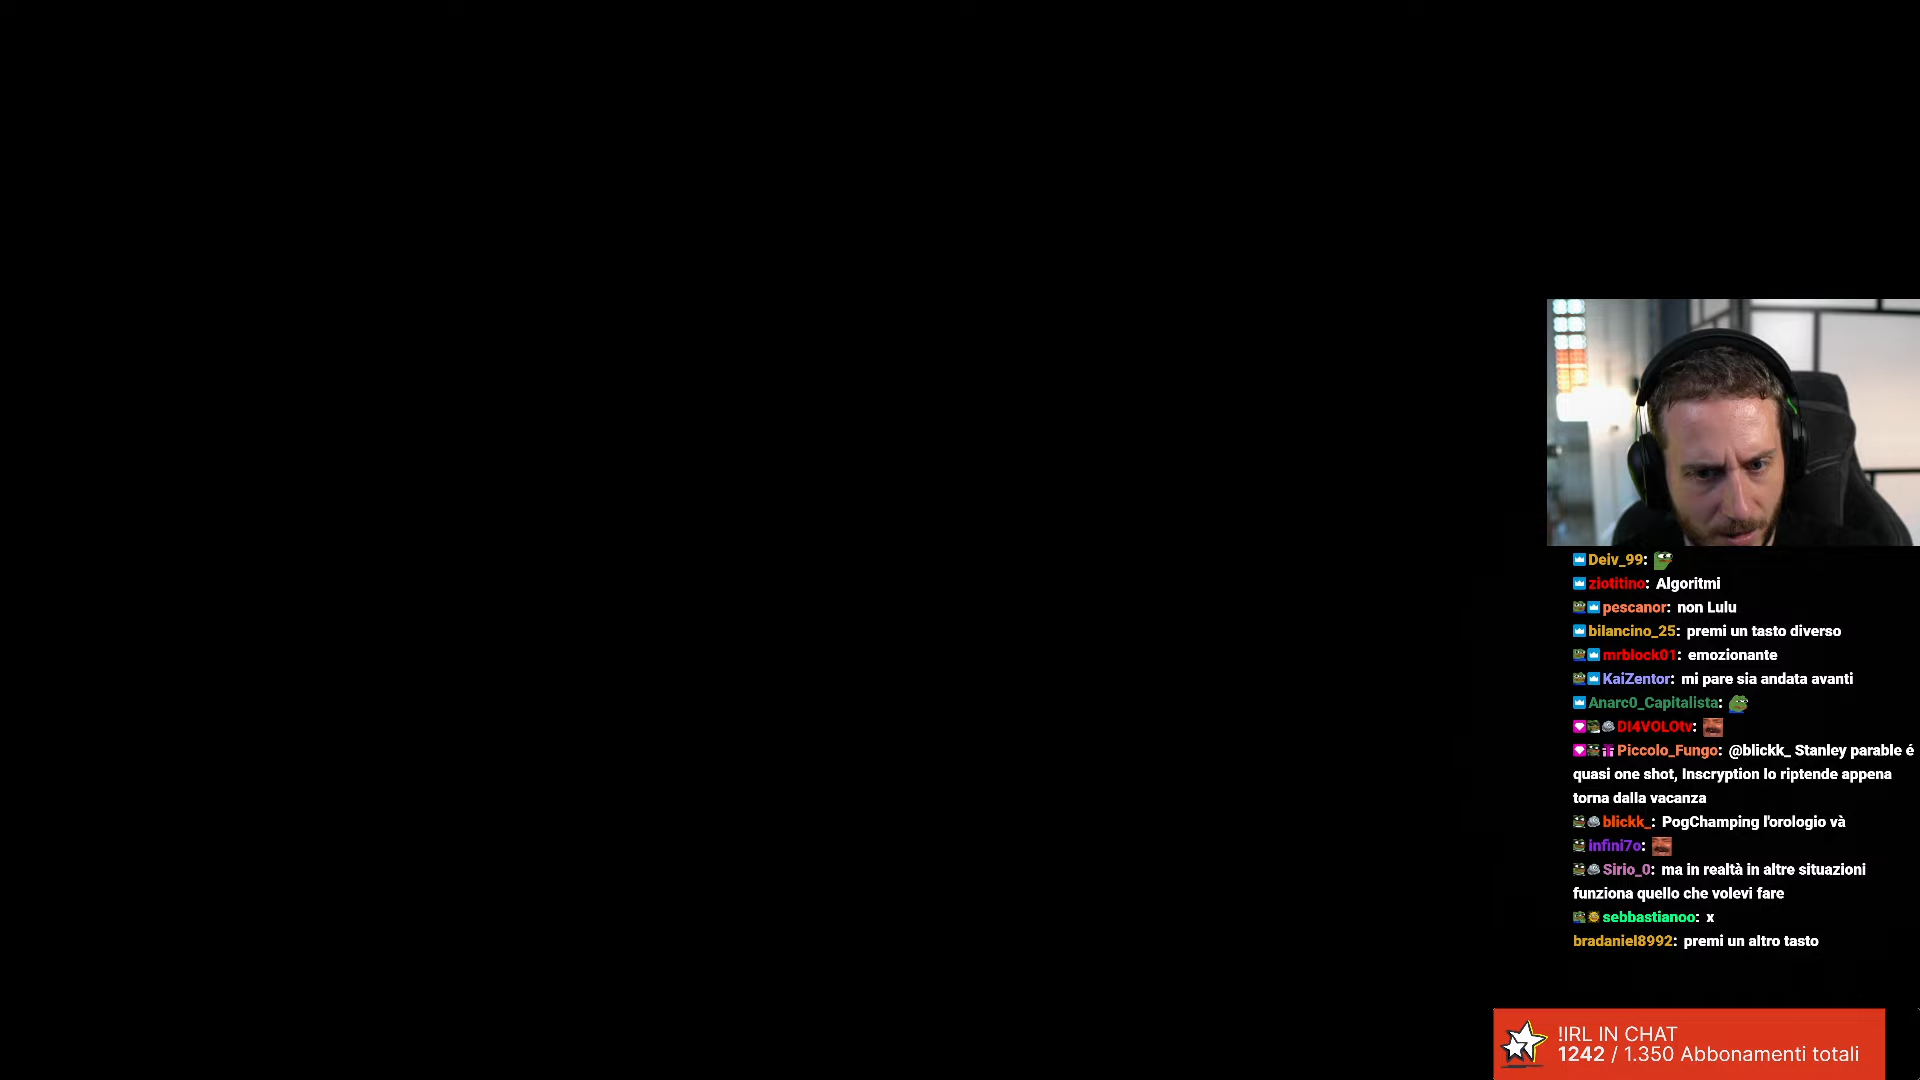 Deiv_99:
ziotitino: Algoritmi
pescanor: non Lulu
bilancino_25: premi un tasto diverso
mrblock01: emozionante
KaiZentor: mi pare sia andata avanti
Anarc0_Capitalista:
DI4VOLOtv:
Piccolo_Fungo: @blickk_ Stanley parable é
quasi one shot, Inscryption lo riptende appena
torna dalla vacanza
blickk_: PogChamping l'orologio và
infini7o:
Sirio_0: ma in realtà in altre situazioni
funziona quello che volevi fare
sebbastianoo: x
bradaniel8992: premi un altro tasto
!IRL IN CHAT
1242 / 1.350 Abbonamenti totali